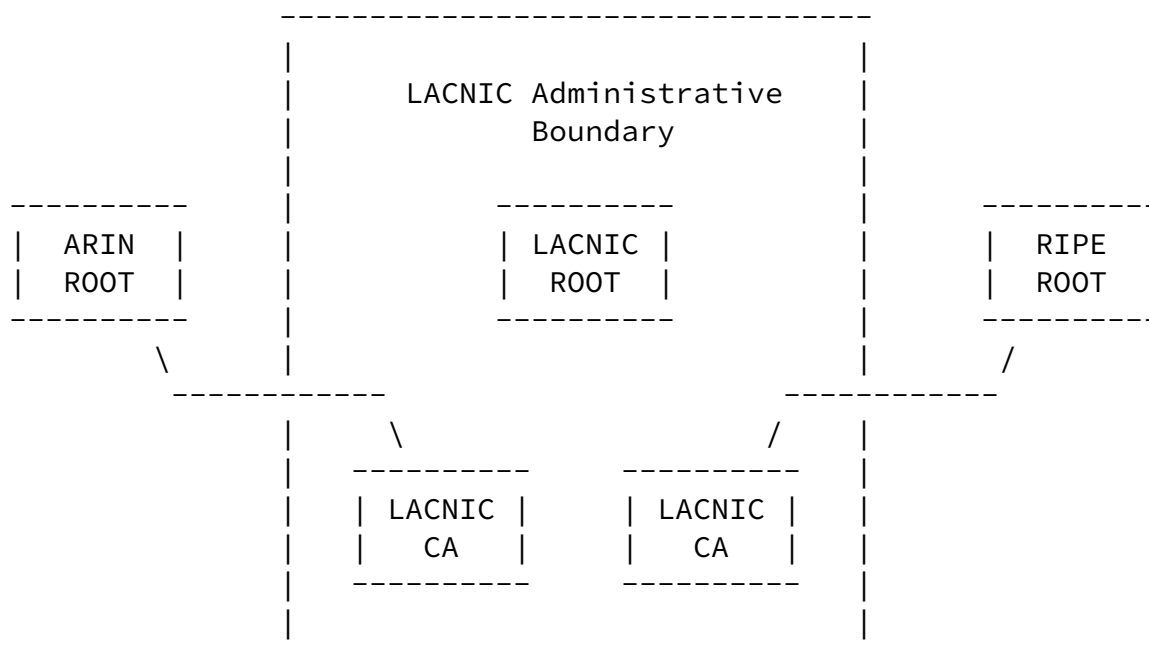 LACNIC Administrative
Boundary
ARIN LACNIC RIPE
ROOT ROOT ROOT
LACNIC LACNIC
CA CA